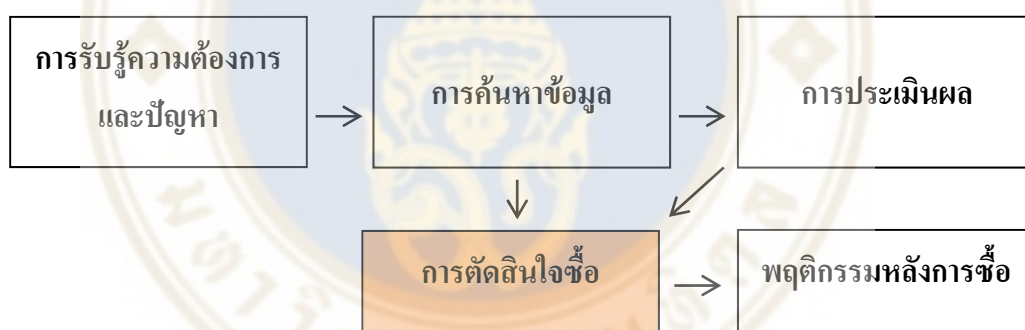 การรับรู้ความต้องการ
และปัญหา
การค้นหาข้อมูล
การประเมินผล
การตัดสินใจซื้อ
พฤติกรรมหลังการซื้อ